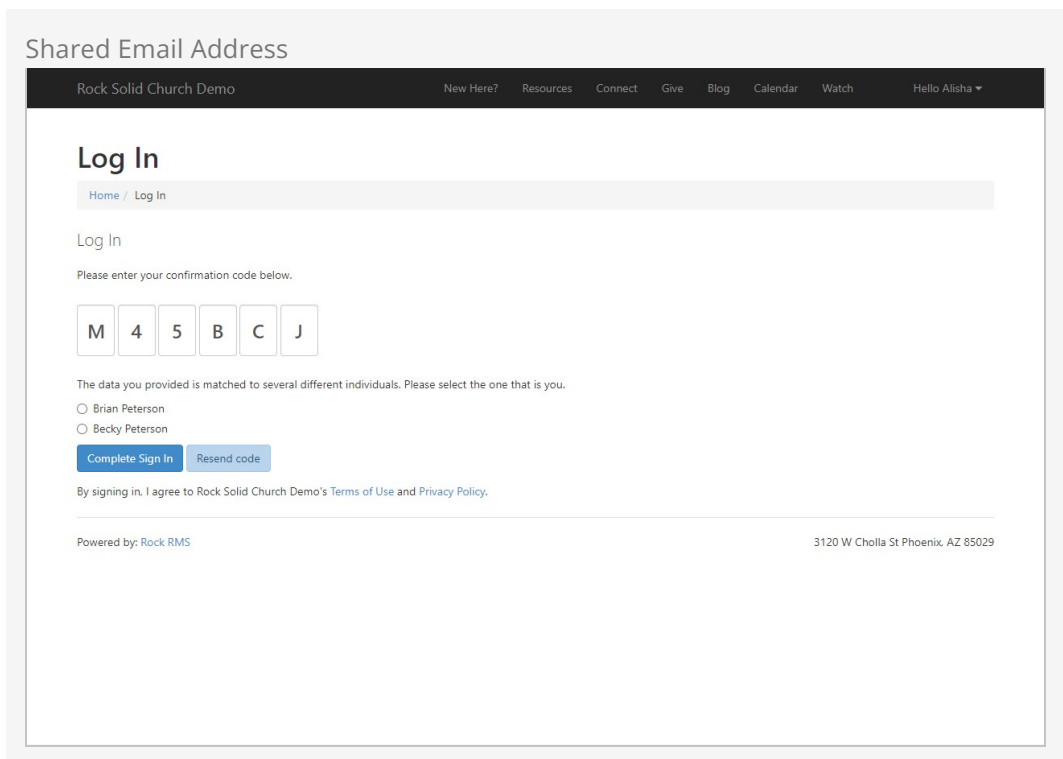 Shared Email Address
Rock Solid Church Demo New Here? Resources Connect Give Blog Calendar Watch Hello Alisha
Log In
Home / Log In
Log In
Please enter your confirmation code below.
M 4 5 B C J
The data you provided is matched to several different individuals. Please select the one that is you.
Brian Peterson
Becky Peterson
Complete Sign In Resend code
By signing in, I agree to Rock Solid Church Demo's Terms of Use and Privacy Policy.
Powered by: Rock RMS 3120 W Cholla St Phoenix, AZ 85029